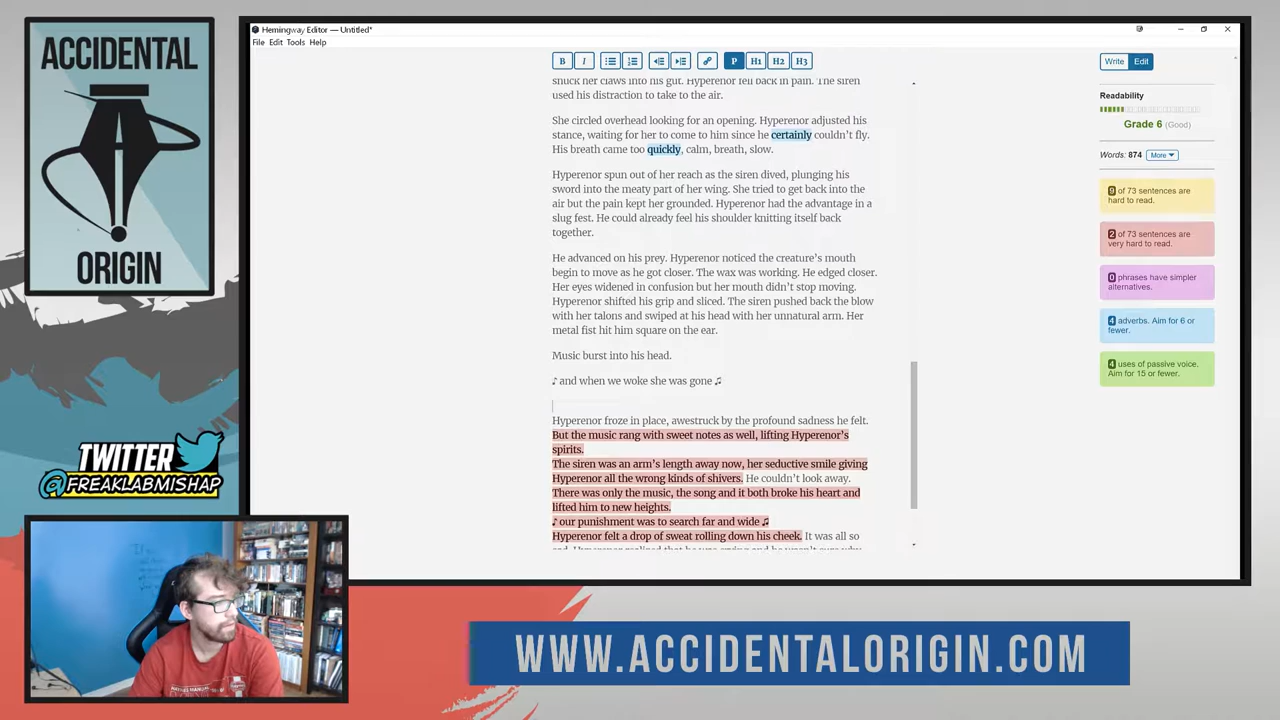 ACCIDENTAL
ORIGIN
Hemingway Editor — Untitled*
File Edit Tools Help
B I P H1 H2 H3
Write Edit
snuck her claws into his gut. Hyperenor fell back in pain. The siren
used his distraction to take to the air.
She circled overhead looking for an opening. Hyperenor adjusted his
stance, waiting for her to come to him since he certainly couldn't fly.
His breath came too quickly, calm, breath, slow.
Hyperenor spun out of her reach as the siren dived, plunging his
sword into the meaty part of her wing. She tried to get back into the
air but the pain kept her grounded. Hyperenor had the advantage in a
slug fest. He could already feel his shoulder knitting itself back
together.
He advanced on his prey. Hyperenor noticed the creature's mouth
begin to move as he got closer. The wax was working. He edged closer.
Her eyes widened in confusion but her mouth didn't stop moving.
Hyperenor shifted his grip and sliced. The siren pushed back the blow
with her talons and swiped at his head with her unnatural arm. Her
metal fist hit him square on the ear.
Music burst into his head.
♪ and when we woke she was gone ♫
Hyperenor froze in place, awestruck by the profound sadness he felt.
But the music rang with sweet notes as well, lifting Hyperenor's
spirits.
The siren was an arm's length away now, her seductive smile giving
Hyperenor all the wrong kinds of shivers. He couldn't look away.
There was only the music, the song and it both broke his heart and
lifted him to new heights.
♪ our punishment was to search far and wide ♫
Hyperenor felt a drop of sweat rolling down his cheek. It was all so
Readability
Grade 6 (Good)
Words: 874 More
9 of 73 sentences are
hard to read.
2 of 73 sentences are
very hard to read.
0 phrases have simpler
alternatives.
4 adverbs. Aim for 6 or
fewer.
4 uses of passive voice.
Aim for 15 or fewer.
TWITTER
@FREAKLABMISHAP
WWW.ACCIDENTALORIGIN.COM